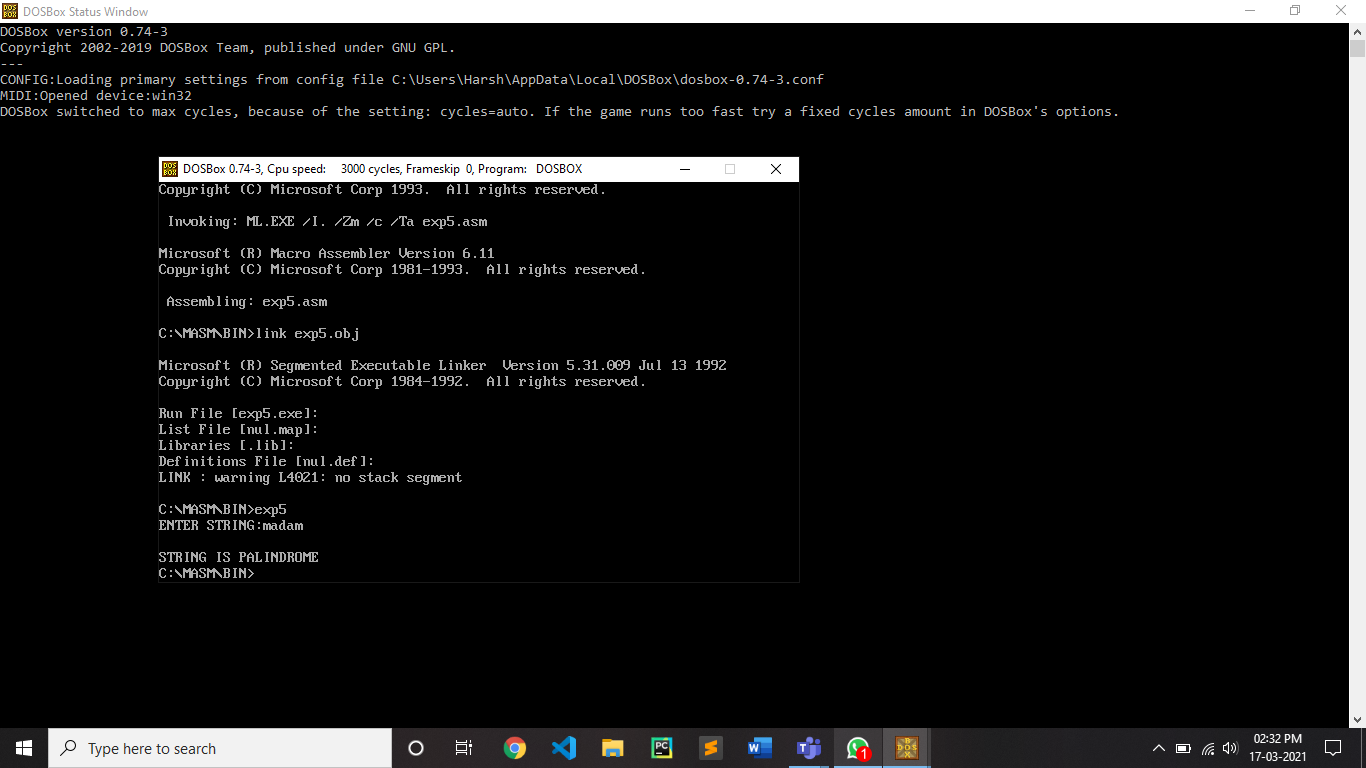 DOSBox Status Window
DOSBox version 0.74-3
Copyright 2002-2019 DOSBox Team, published under GNU GPL.
---
CONFIG:Loading primary settings from config file C:\Users\Harsh\AppData\Local\DOSBox\dosbox-0.74-3.conf
MIDI:Opened device:win32
DOSBox switched to max cycles, because of the setting: cycles=auto. If the game runs too fast try a fixed cycles amount in DOSBox's options.
DOSBox 0.74-3, Cpu speed:    3000 cycles, Frameskip  0, Program:   DOSBOX
Copyright (C) Microsoft Corp 1993.  All rights reserved.
Invoking: ML.EXE /I. /Zm /c /Ta exp5.asm
Microsoft (R) Macro Assembler Version 6.11
Copyright (C) Microsoft Corp 1981-1993.  All rights reserved.
Assembling: exp5.asm
C:\MASM\BIN>link exp5.obj
Microsoft (R) Segmented Executable Linker  Version 5.31.009 Jul 13 1992
Copyright (C) Microsoft Corp 1984-1992.  All rights reserved.
Run File [exp5.exe]:
List File [nul.map]:
Libraries [.lib]:
Definitions File [nul.def]:
LINK : warning L4021: no stack segment
C:\MASM\BIN>exp5
ENTER STRING:madam
STRING IS PALINDROME
C:\MASM\BIN>
Type here to search
02:32 PM
17-03-2021